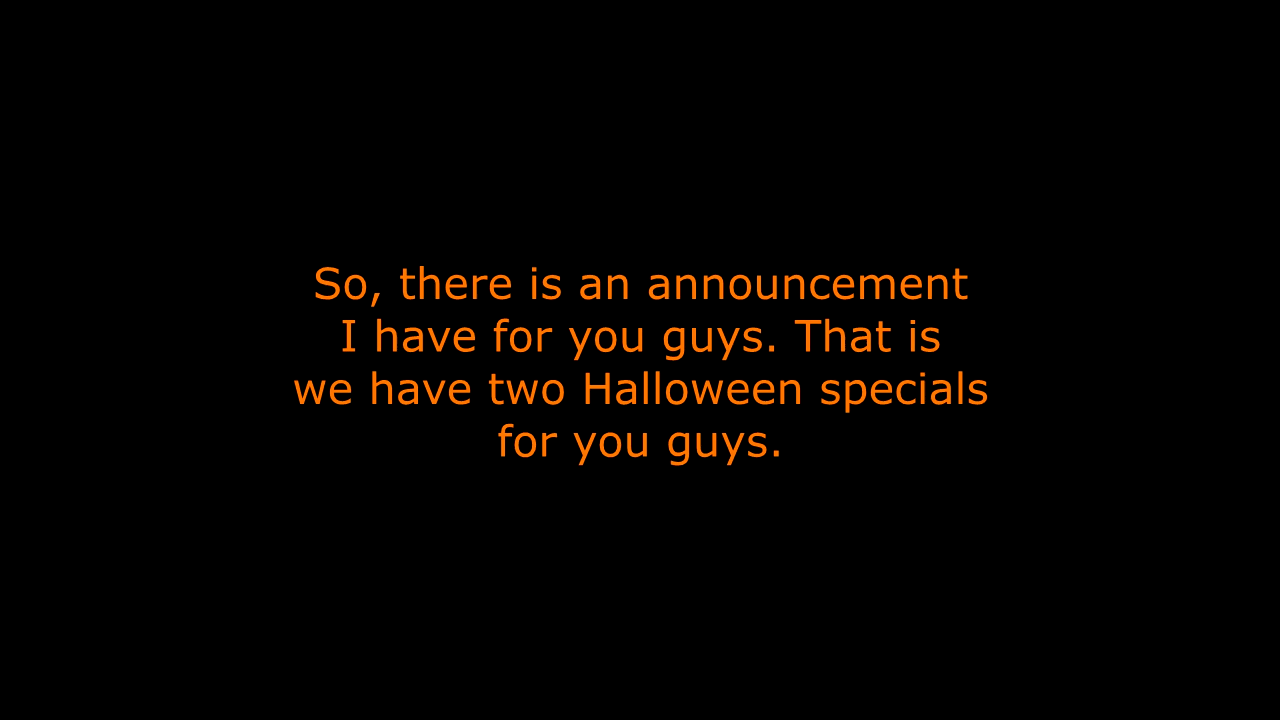 So, there is an announcement
I have for you guys. That is
we have two Halloween specials
for you guys.